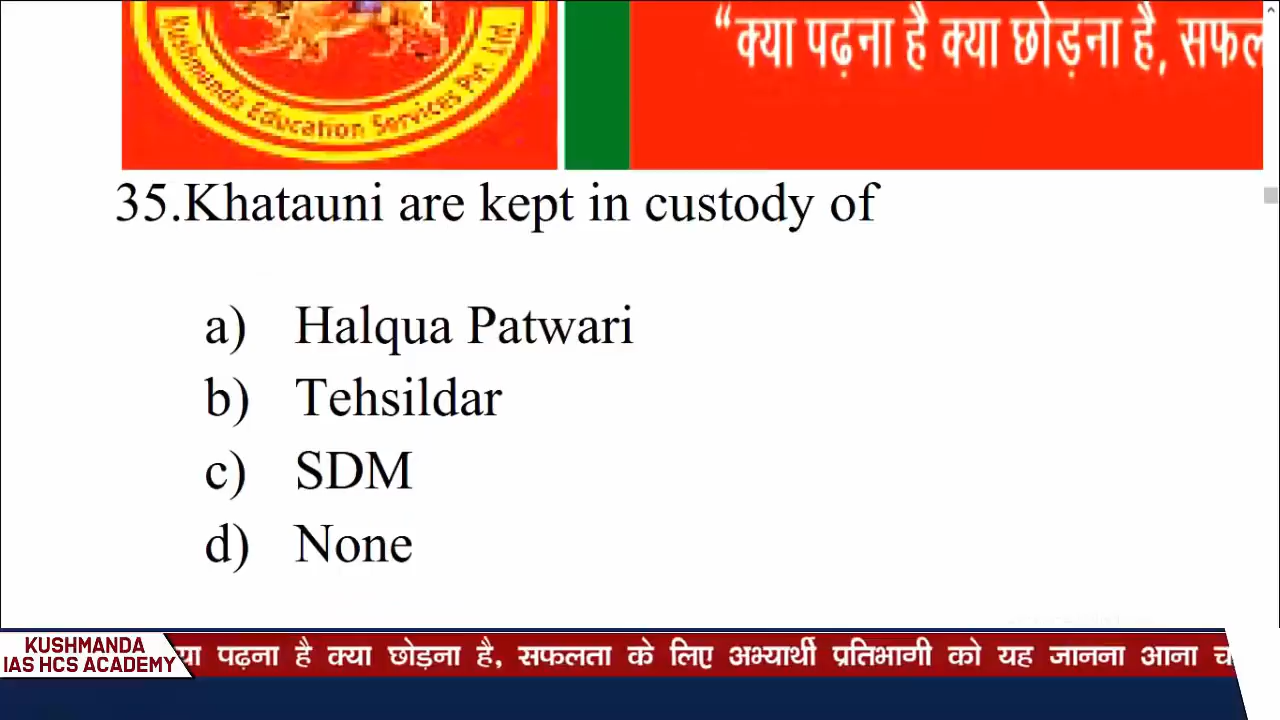 Kushmanda Education Services Pvt. Ltd.
“क्या पढ़ना है क्या छोड़ना है,
35.Khatauni are kept in custody of
a) Halqua Patwari
b) Tehsildar
c) SDM
d) None
KUSHMANDA
IAS HCS ACADEMY
पढ़ना है क्या छोड़ना है, सफलता के लिए अभ्यार्थी प्रतिभागी को यह जानना आना